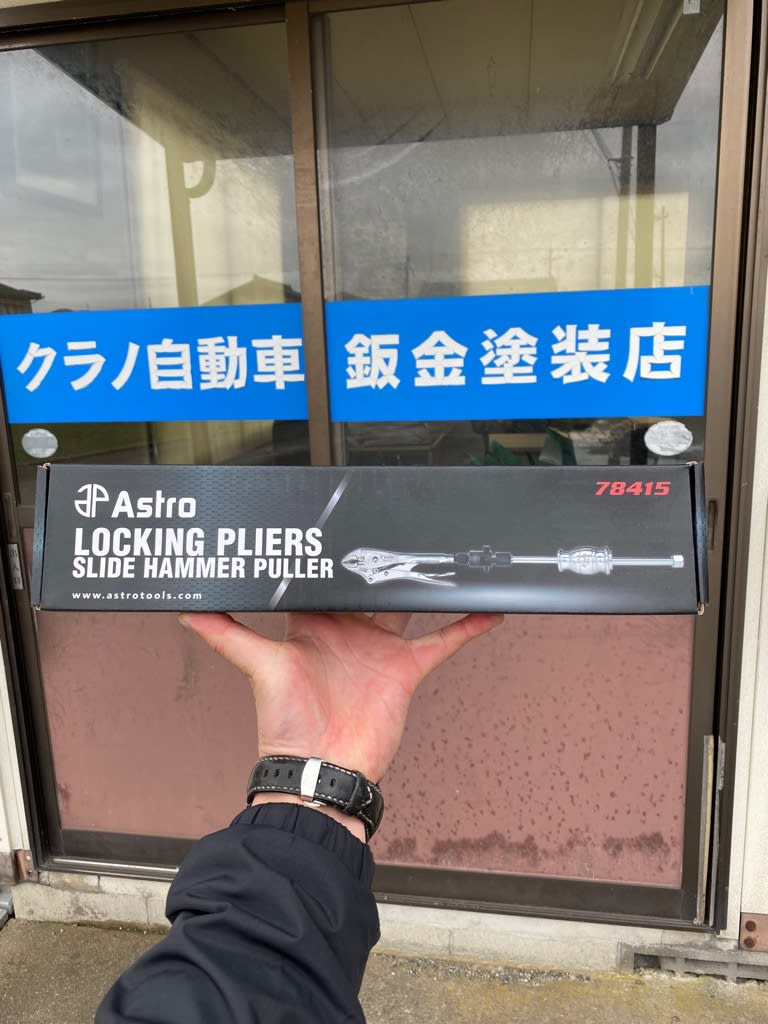 クラノ自動車 鈑金塗装店
Astro
78415
LOCKING PLIERS
SLIDE HAMMER PULLER
www.astrotools.com